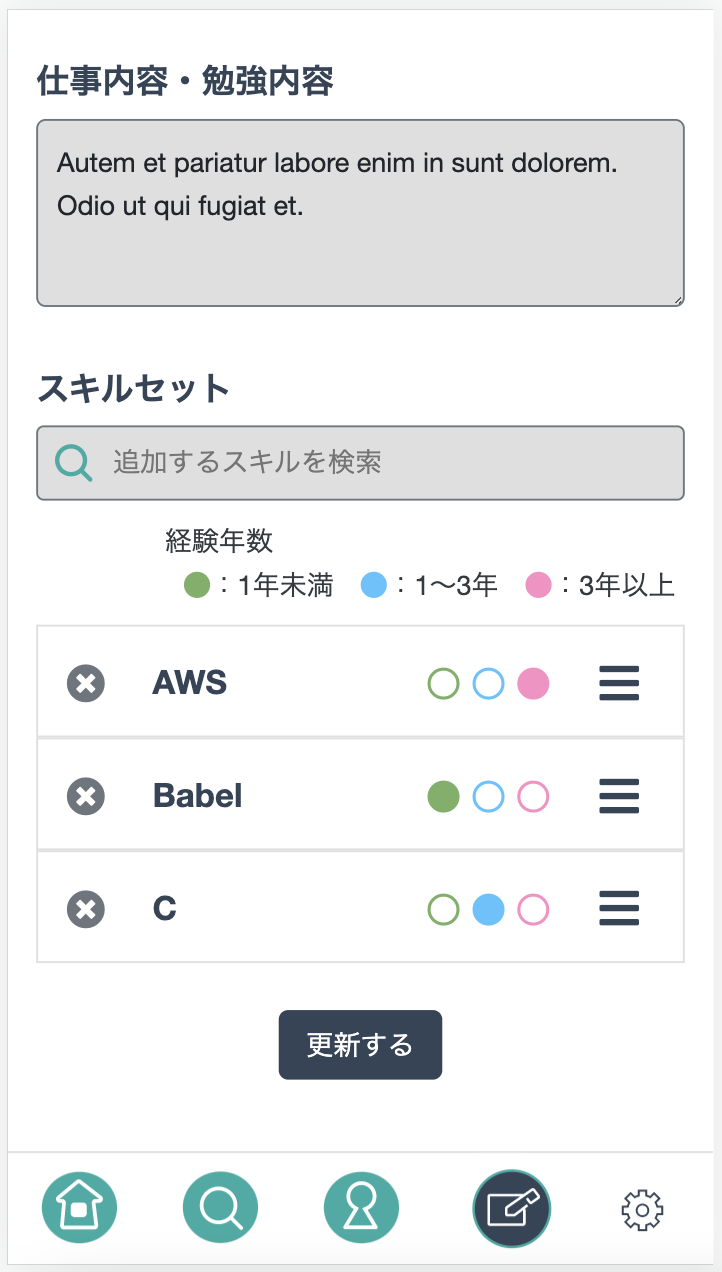 仕事内容・勉強内容
Autem et pariatur labore enim in sunt dolorem.
Odio ut qui fugiat et.
スキルセット
追加するスキルを検索
経験年数
：1年未満 ：1〜3年 ：3年以上
AWS
Babel
C
更新する